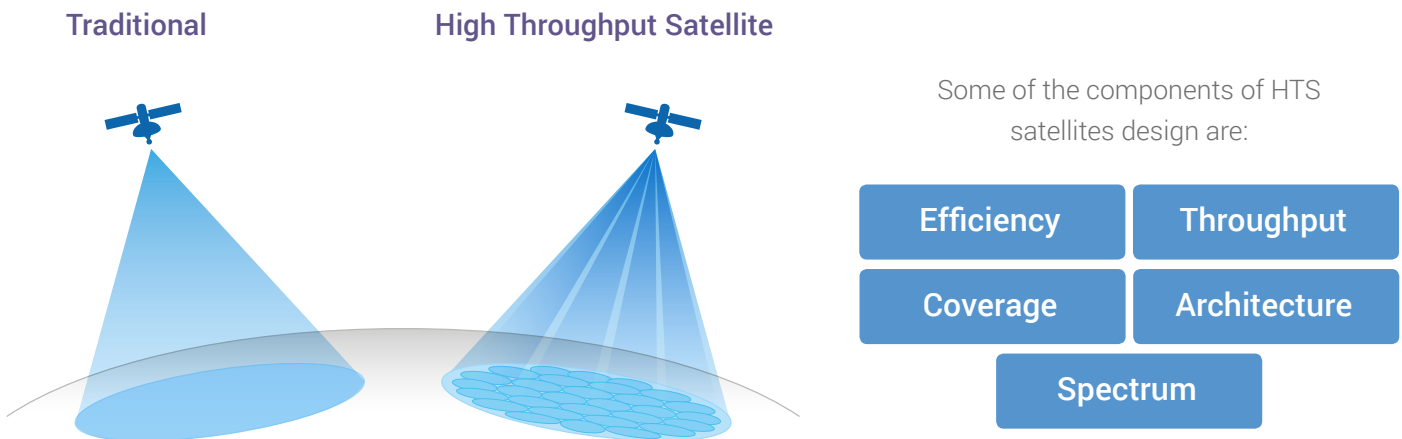 Traditional
High Throughput Satellite
Some of the components of HTS
satellites design are:
Efficiency
Throughput
Coverage
Architecture
Spectrum